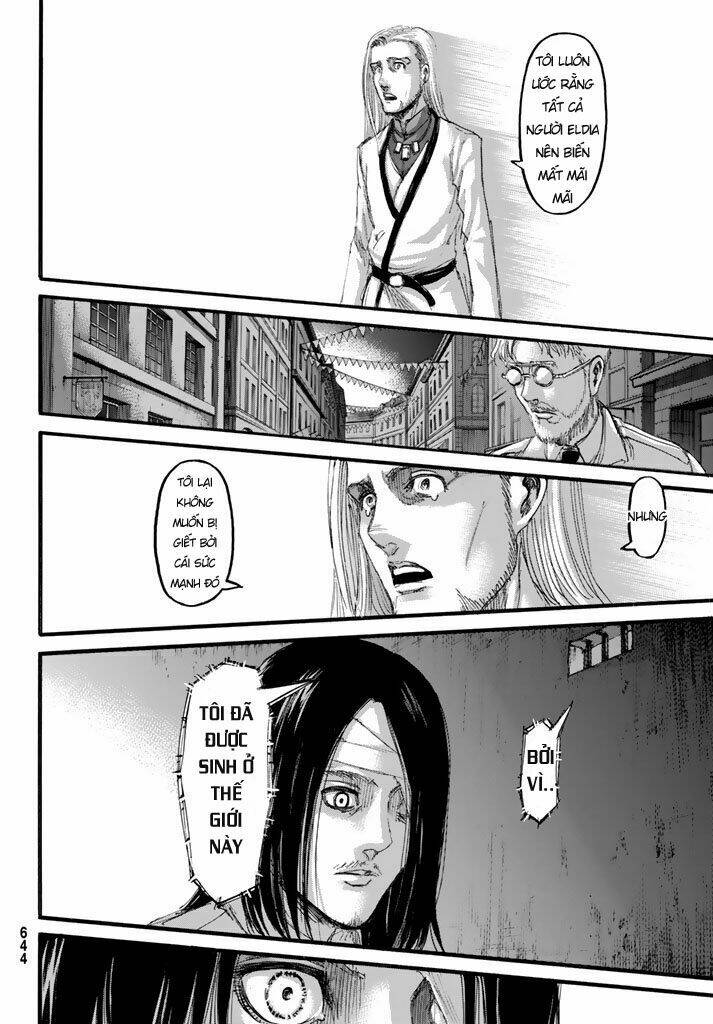 TÔI LUÔN
ƯỚC RẰNG
TẤT CẢ
NGƯỜI ELDIA
NÊN BIẾN
MẤT MÃI
MÃI
NHƯNG
TÔI LẠI
KHÔNG
MUỐN BỊ
GIẾT BỞI
CÁI SỨC
MẠNH ĐÓ
BỞI
VÌ..
TÔI ĐÃ
ĐƯỢC
SINH Ở
THẾ
GIỚI NÀY
644